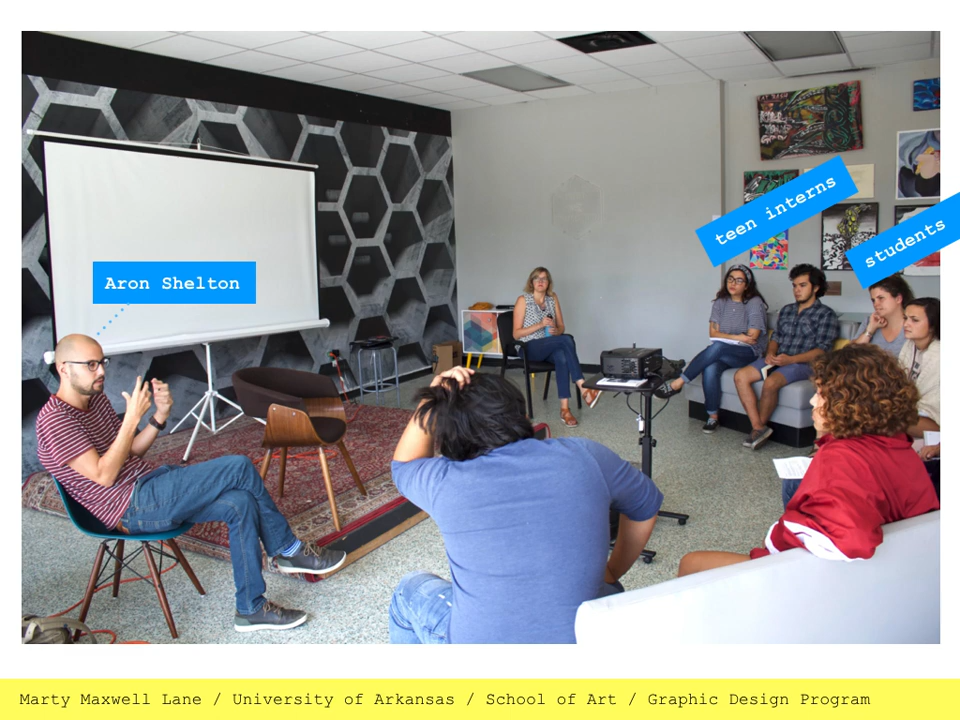 teen interns
students
Aron Shelton
Marty Maxwell Lane / University of Arkansas / School of Art / Graphic Design Program